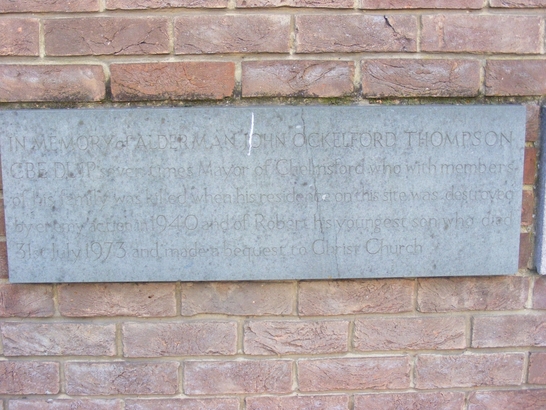 IN MEMORY ALDERMAN JOHN OCKELFORD THOMPSON
CBE DL JP seven times Mayor of Chelmsford who with members
of his family was killed when his residence on this site was destroyed
by enemy action in 1940 and of Robert his youngest son who died
31st July 1973 and made a bequest to Christ Church